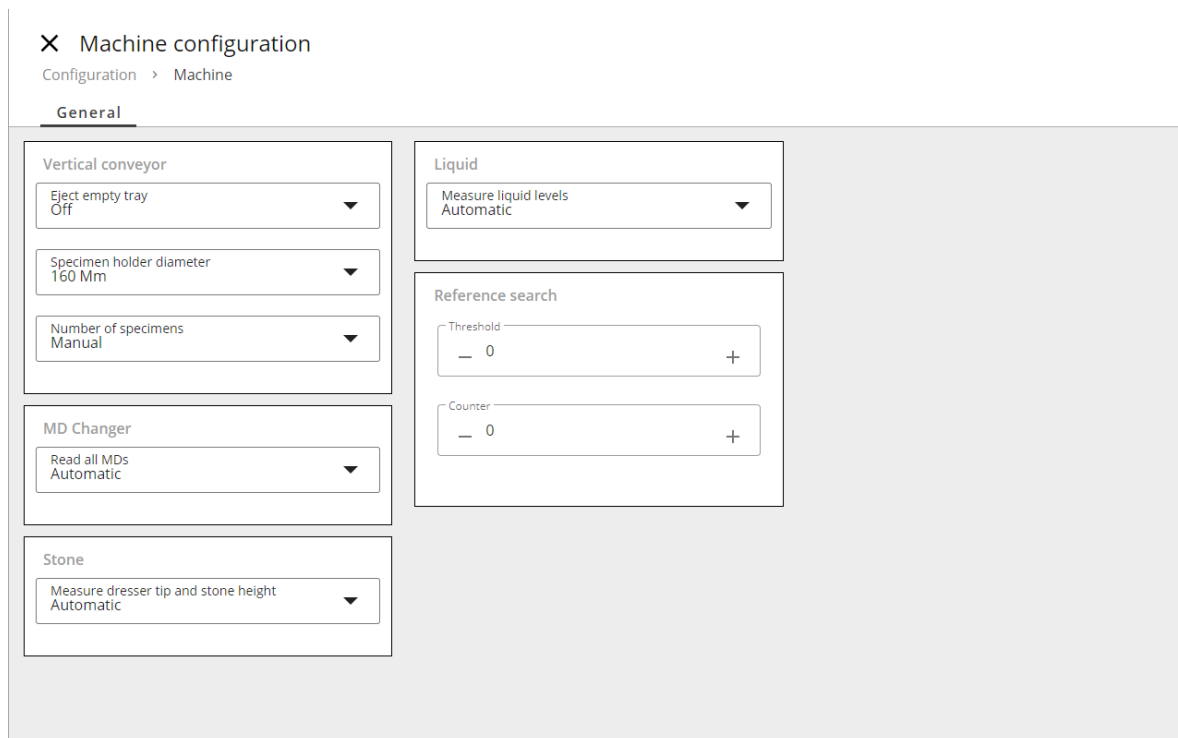 Machine configuration
Configuration > Machine
General
Vertical conveyor
Eject empty tray
Off
Specimen holder diameter
160 Mm
Number of specimens
Manual
MD Changer
Read all MDs
Automatic
Stone
Measure dresser tip and stone height
Automatic
Liquid
Measure liquid levels
Automatic
Reference search
Threshold
0
Counter
0